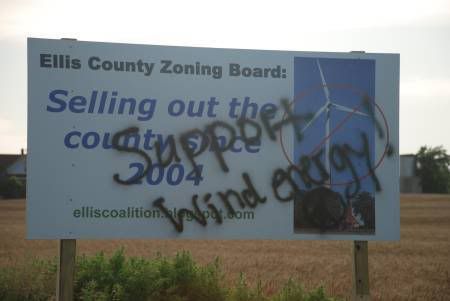 Ellis County Zoning Board:
Selling out the
county since
2004
elliscoalition.blogspot.com
Support
Wind energy!